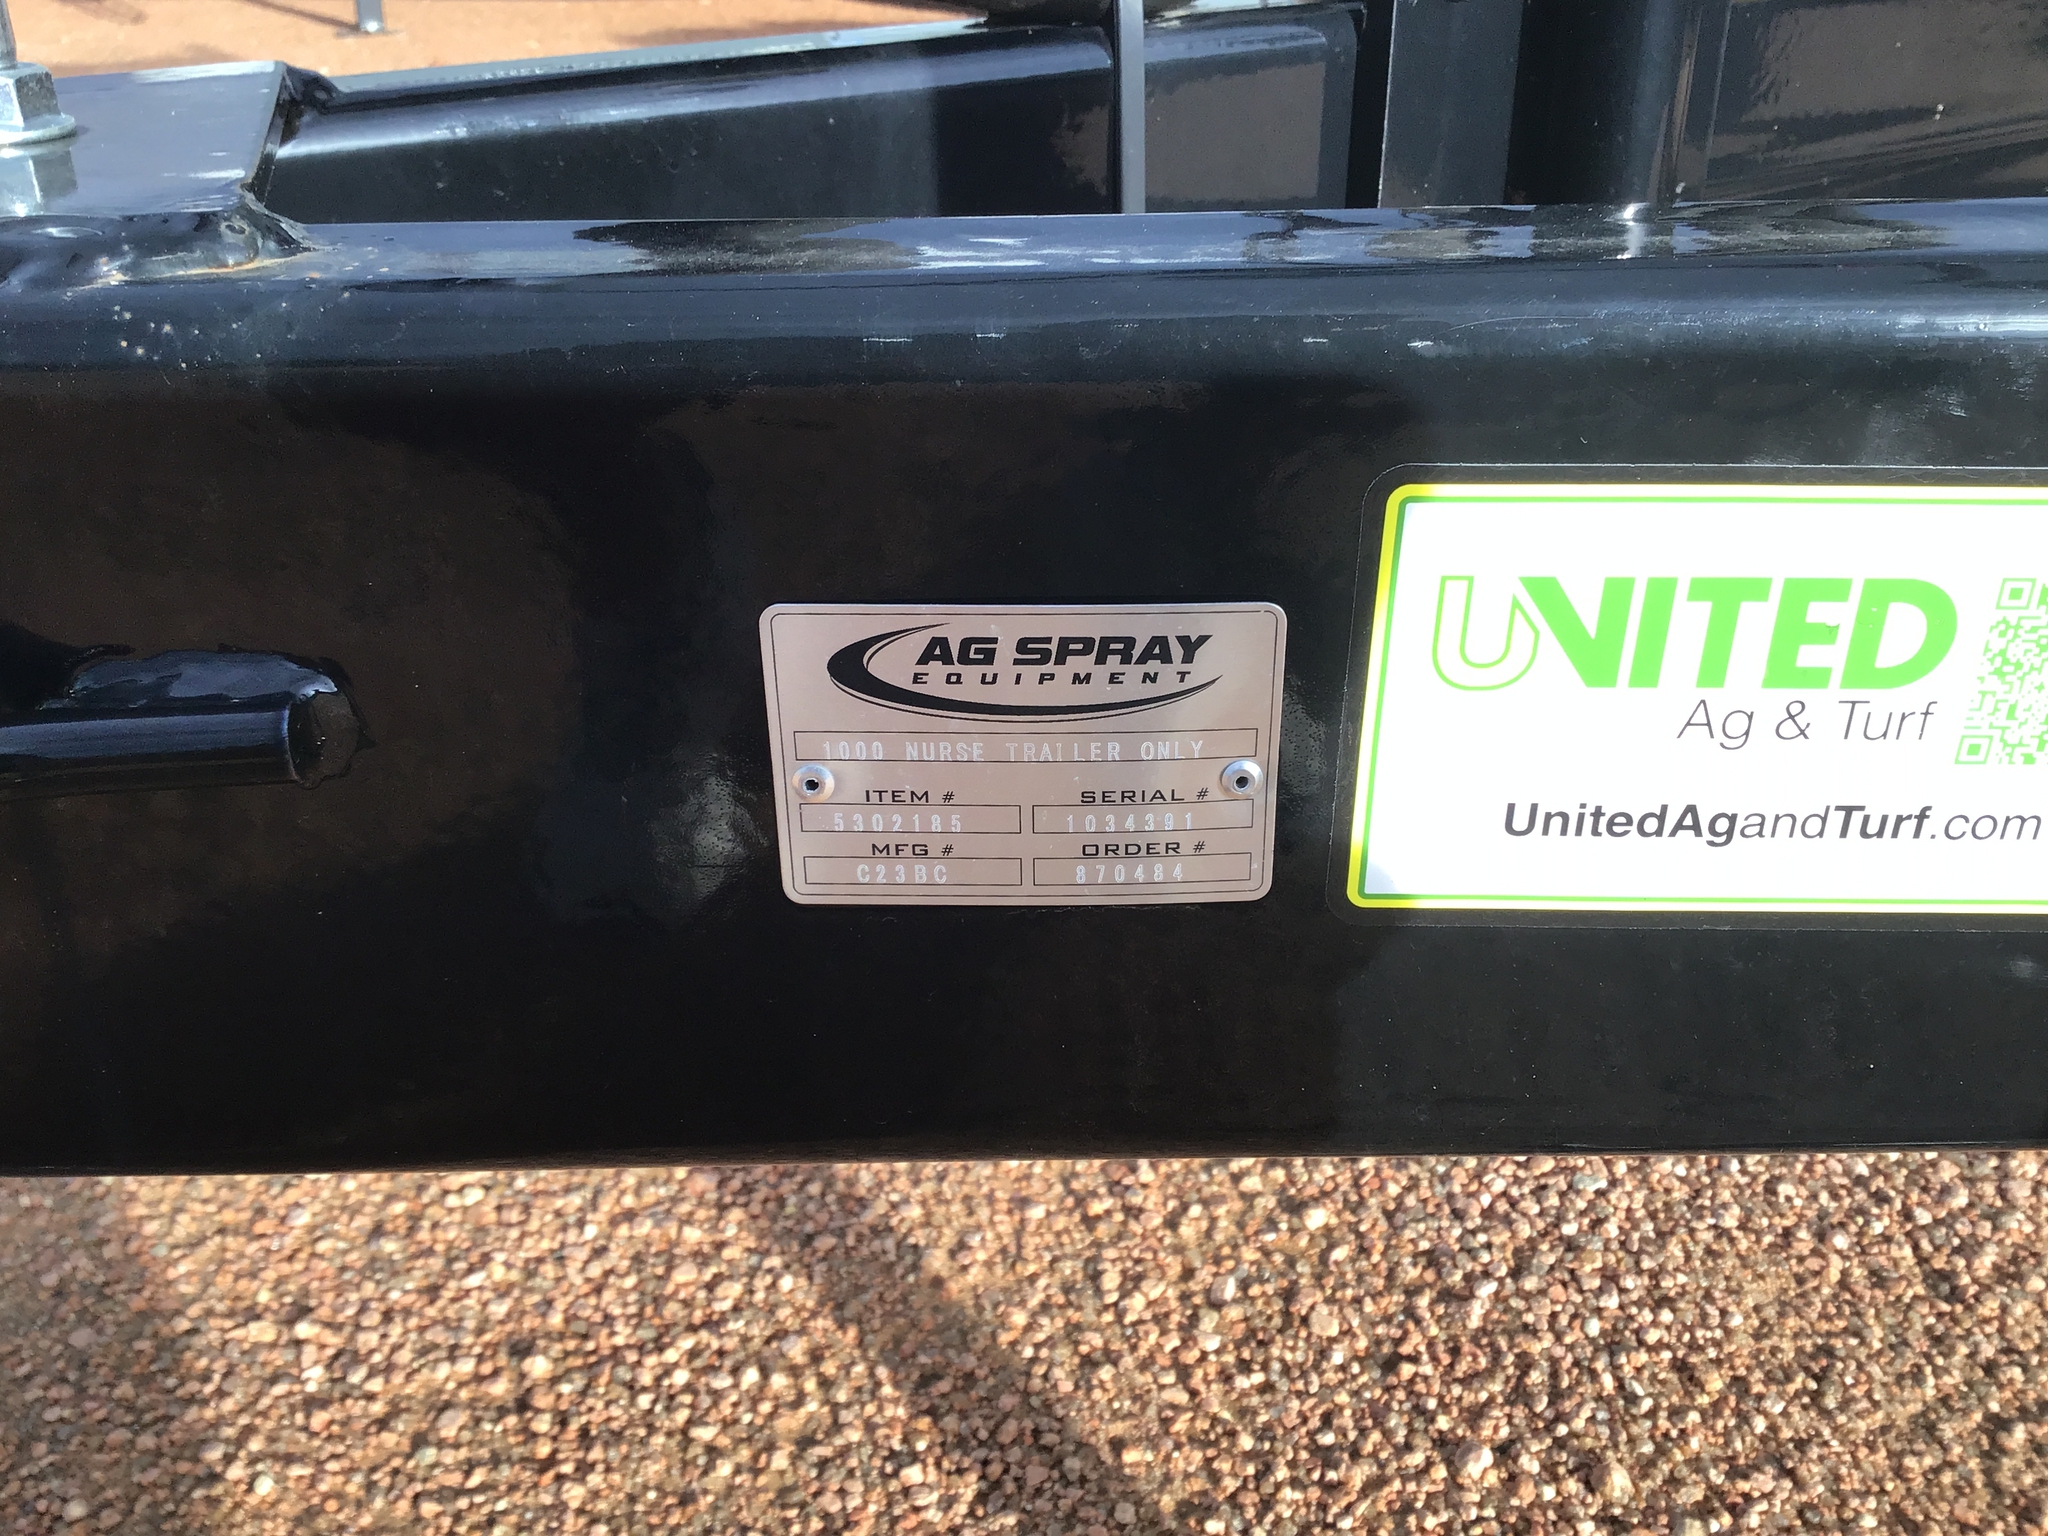 AG SPRAY
EQUIPMENT
1000 NURSE TRAILER ONLY
ITEM # SERIAL #
5302185 1034391
MFG # ORDER #
C23BC 870484
UNITED
Ag & Turf
UnitedAgandTurf.com